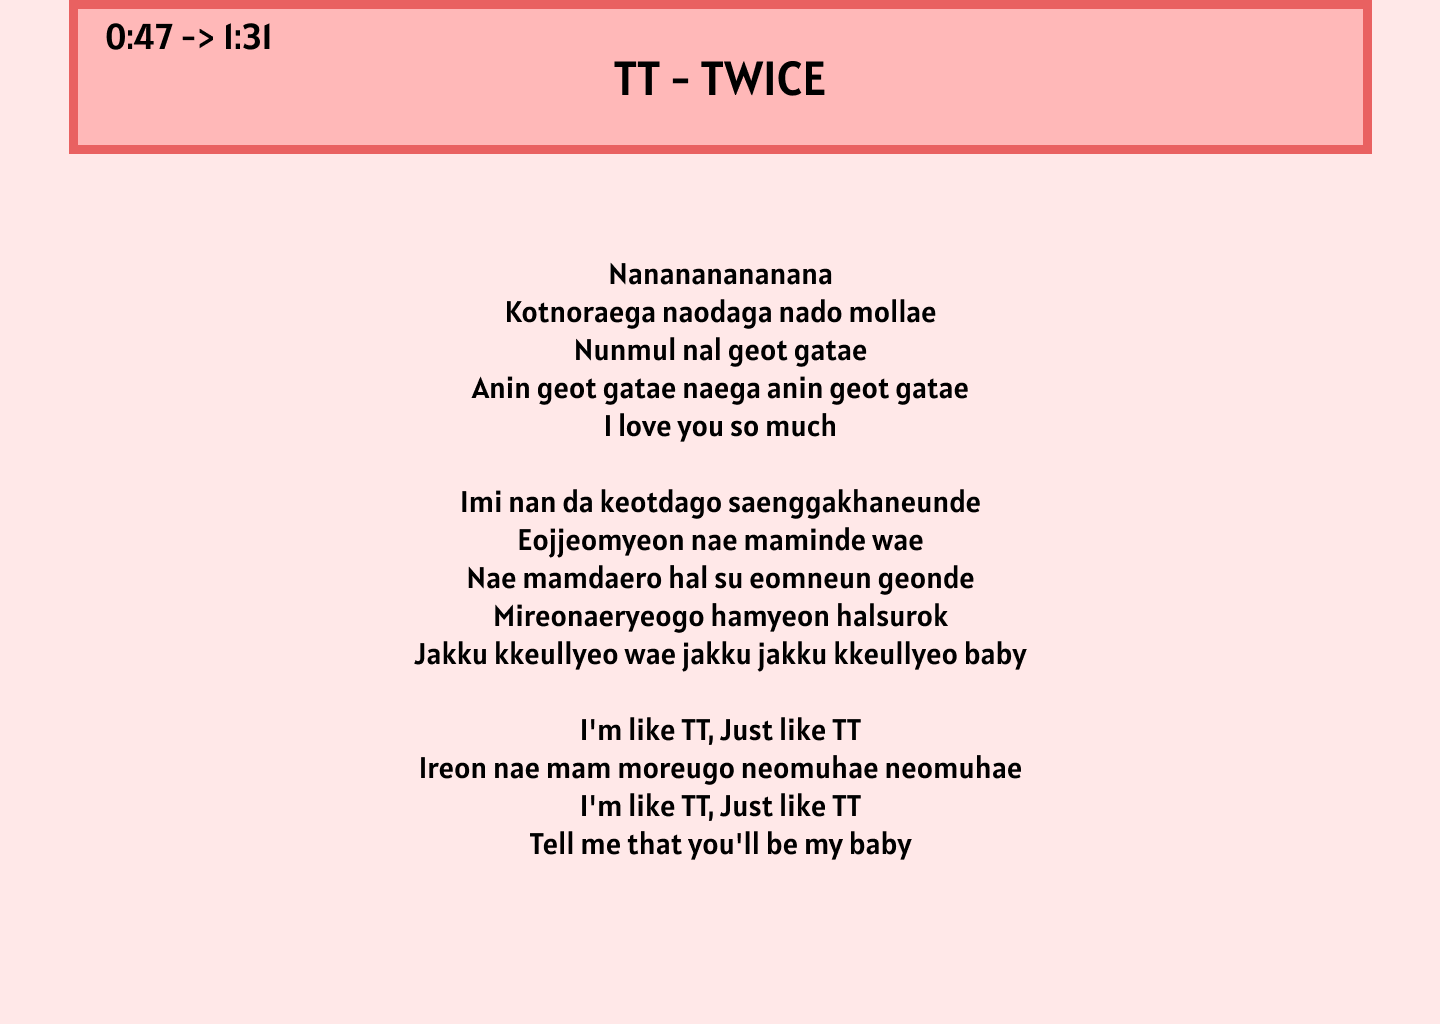 0:47 -> 1:31
TT - TWICE
Nananananananana
Kotnoraega naodaga nado mollae
Nunmul nal geot gatae
Anin geot gatae naega anin geot gatae
I love you so much
Imi nan da keotdago saenggakhaneunde
Eojjeomyeon nae maminde wae
Nae mamdaero hal su eomneun geonde
Mireonaeryeogo hamyeon halsurok
Jakku kkeullyeo wae jakku jakku kkeullyeo baby
I'm like TT, Just like TT
Ireon nae mam moreugo neomuhae neomuhae
I'm like TT, Just like TT
Tell me that you'll be my baby